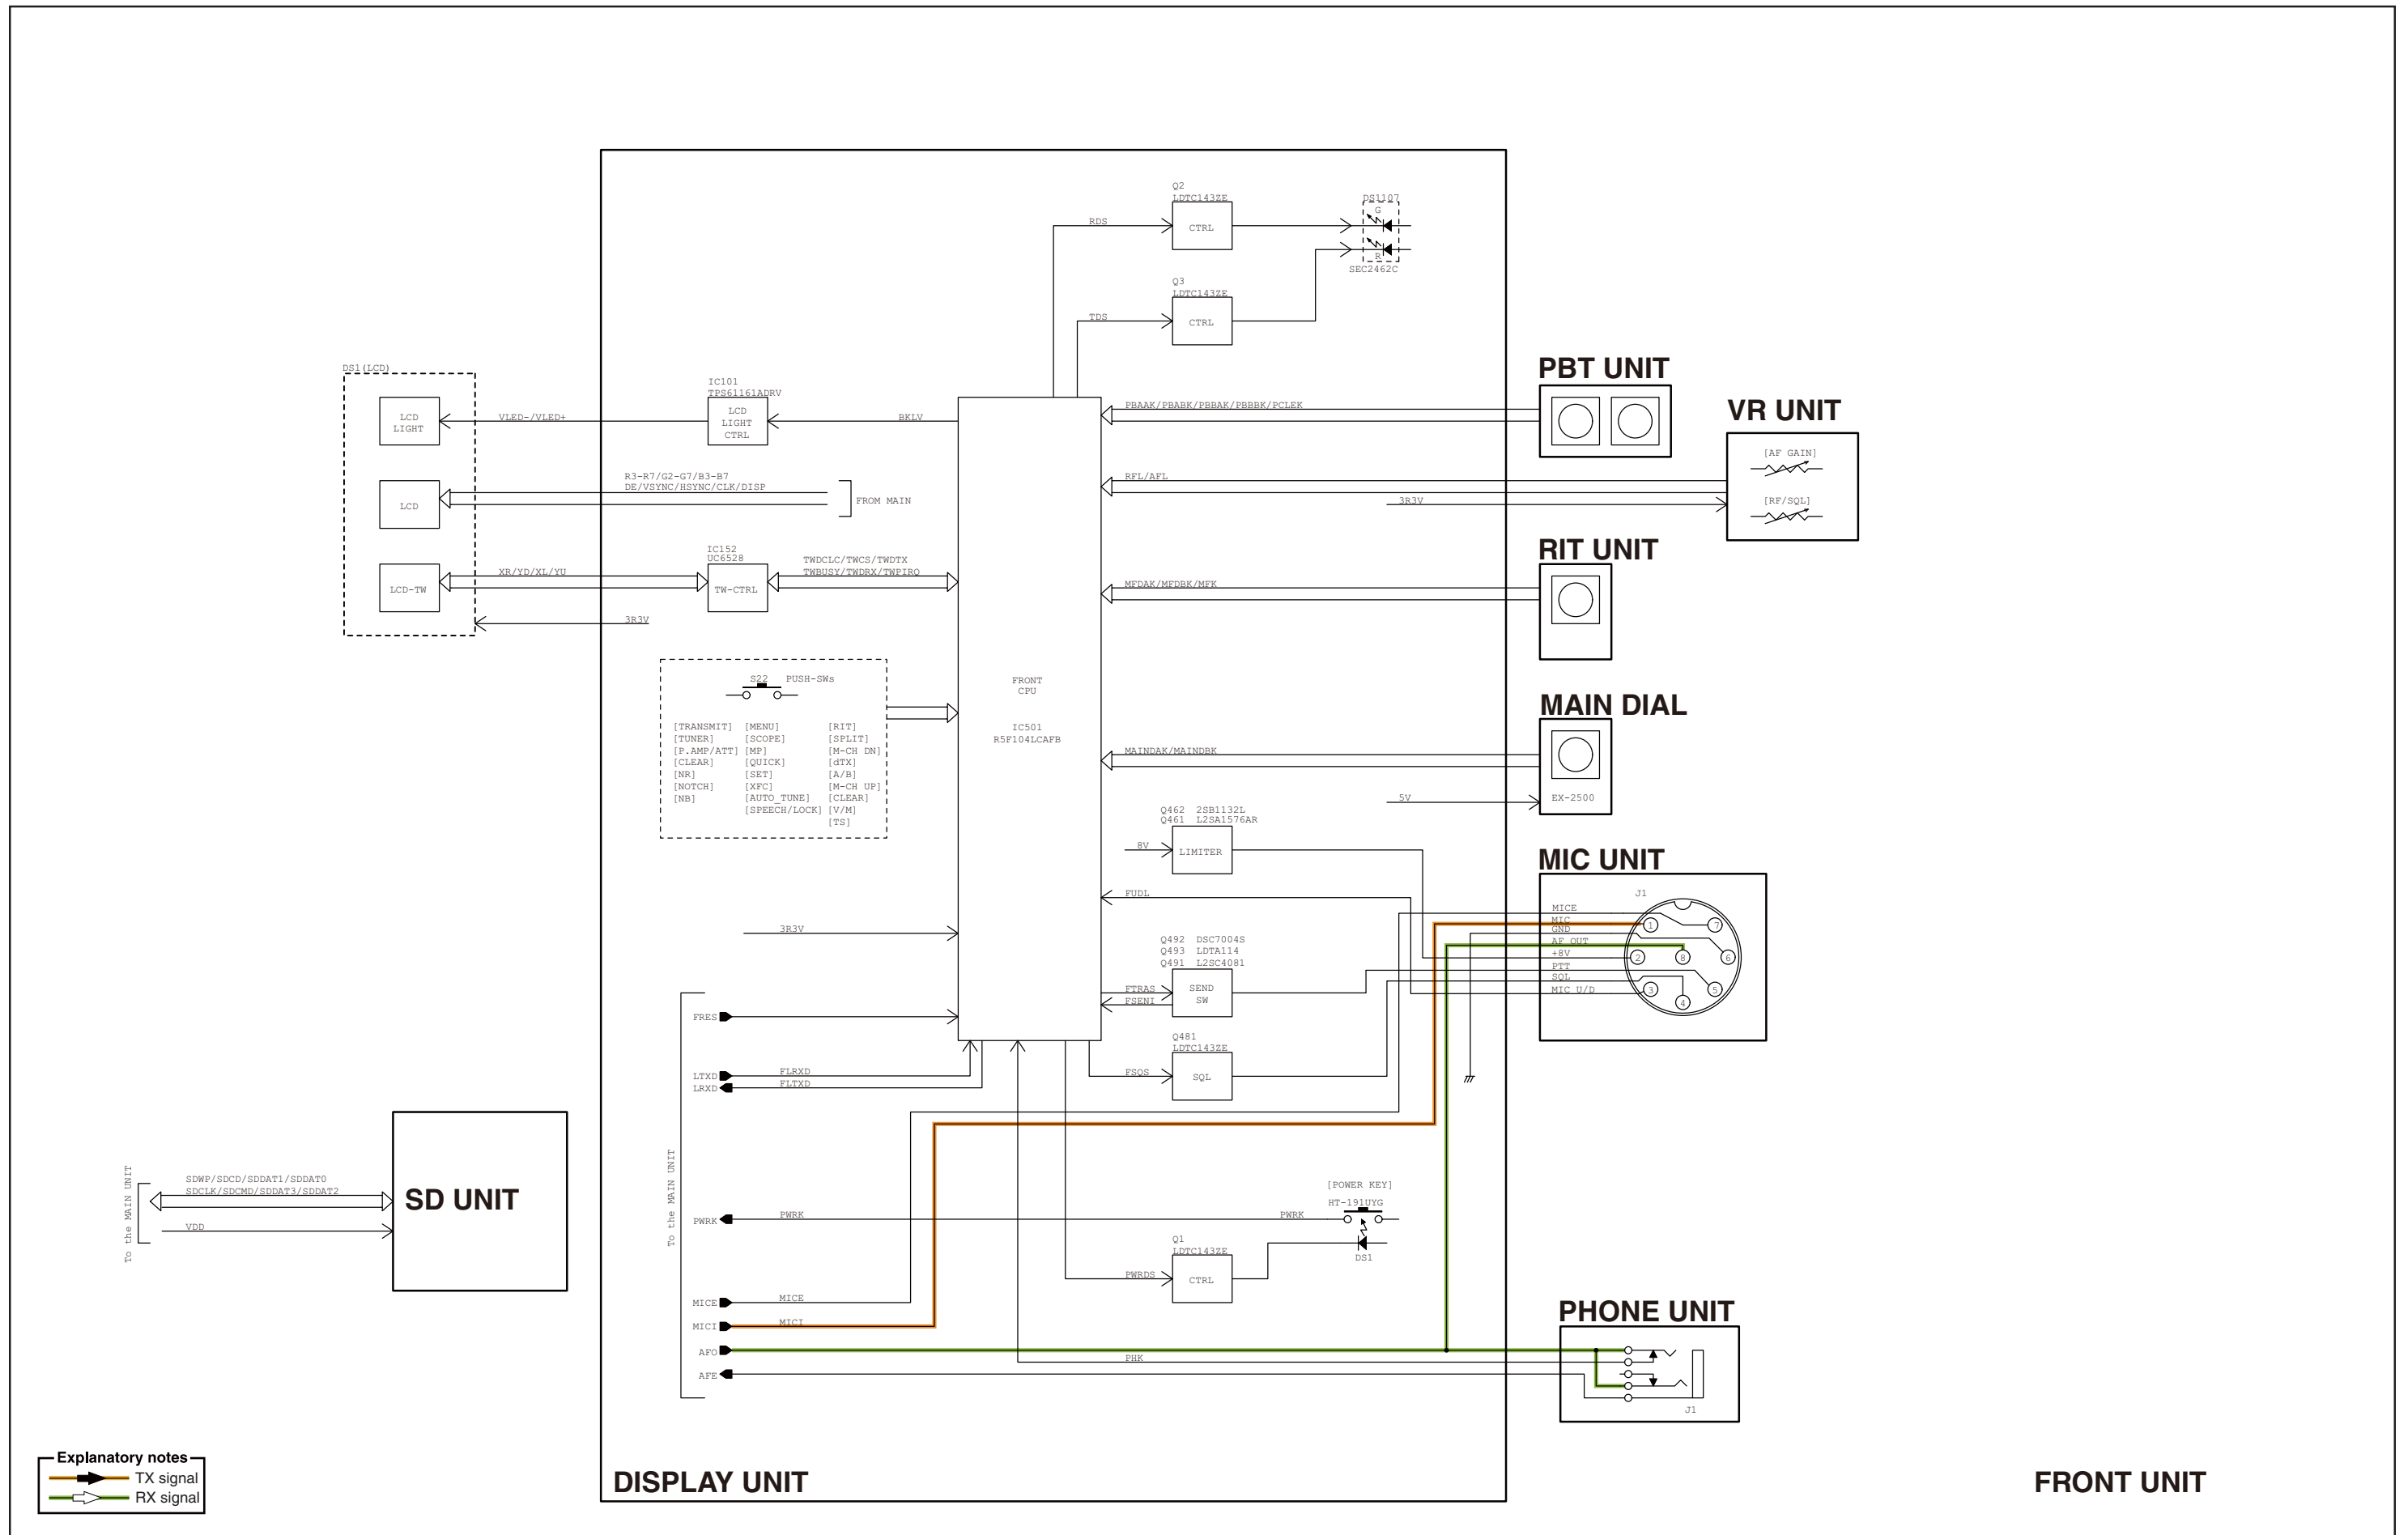 Q2
LDTC143ZE
CTRL
RDS
DS1107
G
R
SEC2462C
Q3
LDTC143ZE
CTRL
TDS
DS1(LCD)
LCD
LIGHT
VLED-/VLED+
IC101
TPS61161ADRV
LCD
LIGHT
CTRL
BKLV
R3-R7/G2-G7/B3-B7
DE/VSYNC/HSYNC/CLK/DISP
LCD
FROM MAIN
IC152
UC6528
TW-CTRL
TWDCLC/TWCS/TWDTX
TWBUSY/TWDRX/TWPIRQ
XR/YD/XL/YU
LCD-TW
3R3V
PBT UNIT
PBAAK/PBABK/PBBAK/PBBBK/PCLEK
VR UNIT
[AF GAIN]
[RF/SQL]
RFL/AFL
3R3V
RIT UNIT
MFDAK/MFDBK/MFK
S22 PUSH-SWs
[TRANSMIT] [MENU] [RIT]
[TUNER] [SCOPE] [SPLIT]
[P.AMP/ATT] [MP] [M-CH DN]
[CLEAR] [QUICK] [dTX]
[NR] [SET] [A/B]
[NOTCH] [XFC] [M-CH UP]
[NB] [AUTO_TUNE] [CLEAR]
[SPEECH/LOCK] [V/M]
[TS]
FRONT
CPU
IC501
R5F104LCAFB
MAIN DIAL
MAINDAK/MAINDBK
5V
EX-2500
Q462 2SB1132L
Q461 L2SA1576AR
8V
LIMITER
FUDL
3R3V
MIC UNIT
J1
MICE
MIC
GND
AF OUT
+8V
PTT
SQL
MIC U/D
1
7
2
8
6
3
5
4
Q492 DSC7004S
Q493 LDTA114
Q491 L2SC4081
FTRAS
FSENI
SEND
SW
Q481
LDTC143ZE
FSQS
SQL
FRES
LTXD
FLRXD
LRXD
FLTXD
To the MAIN UNIT
SDWP/SDCD/SDDAT1/SDDAT0
SDCLK/SDCMD/SDDAT3/SDDAT2
VDD
SD UNIT
To the MAIN UNIT
PWRK
PWRK
PWRK
[POWER KEY]
HT-191UYG
DS1
Q1
LDTC143ZE
PWRDS
CTRL
MICE
MICE
MICI
MICI
AFO
PHK
AFE
PHONE UNIT
J1
Explanatory notes
TX signal
RX signal
DISPLAY UNIT
FRONT UNIT